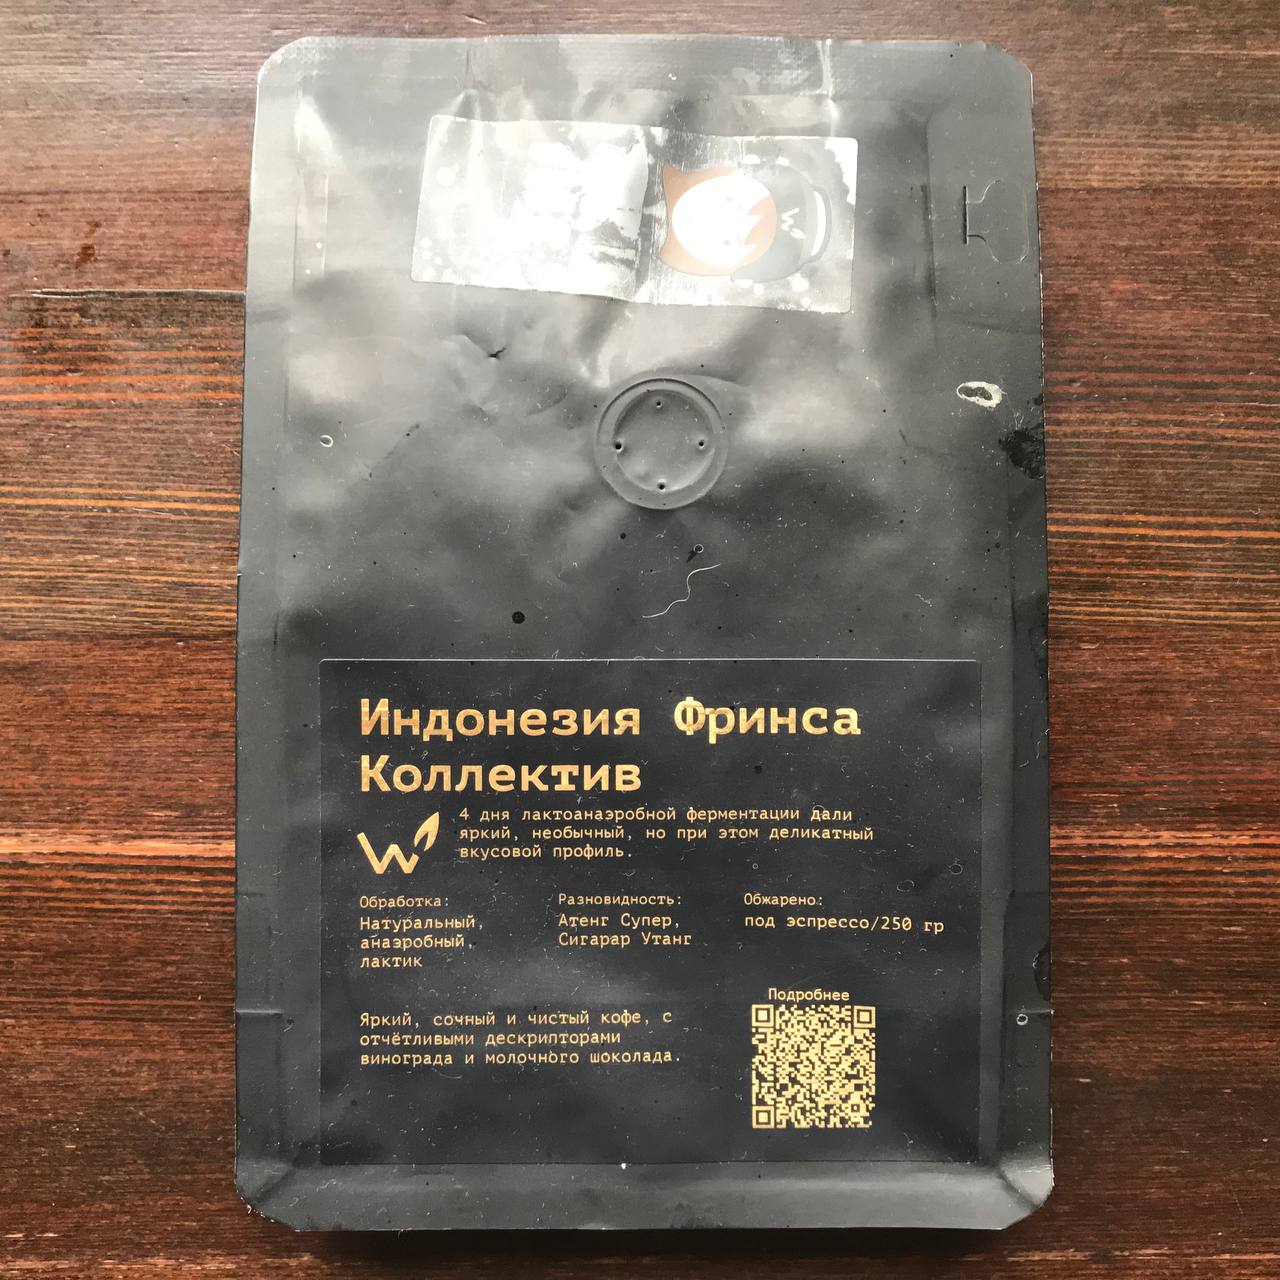 Индонезия Фринса
Коллектив
4 дня лактоанаэробной ферментации дали
яркий, необычный, но при этом деликатный
вкусовой профиль.
Обработка:
Натуральный,
анаэробный,
лактик
Разновидность:
Атенг Супер,
Сигарар Утанг
Обжарено:
под эспрессо/250 гр
Яркий, сочный и чистый кофе, с
отчётливыми дескрипторами
винограда и молочного шоколада.
Подробнее